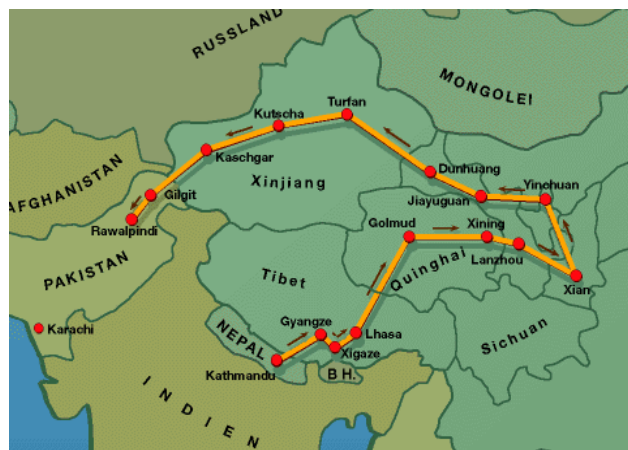 RUSSLAND
MONGOLEI
Turfan
Kutscha
Kaschgar
Dunhuang
AFGHANISTAN
Xinjiang
Yinchuan
Gilgit
Jiayuguan
Rawalpindi
Golmud
Xining
Lanzhou
PAKISTAN
Quinghai
Tibet
Xian
Gyangze
Karachi
NEPAL
Lhasa
Sichuan
Xigaze
Kathmandu
B H.
INDIEN